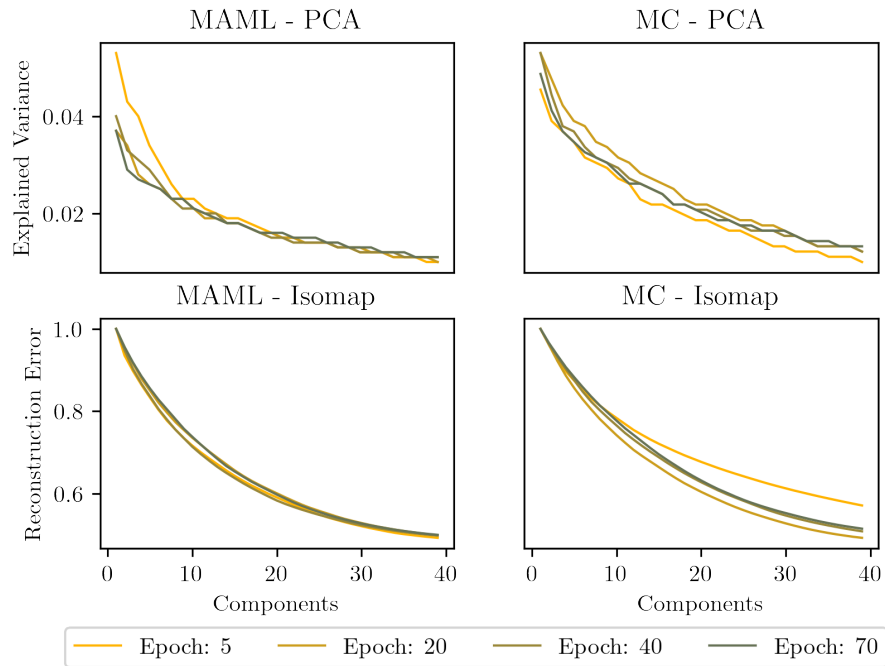 MAML - PCA
MC - PCA
Explained Variance
0.04
0.02
MAML - Isomap
MC - Isomap
Reconstruction Error
1.0
0.8
0.6
0 10 20 30 40
0 10 20 30 40
Components
Components
Epoch: 5 Epoch: 20 Epoch: 40 Epoch: 70